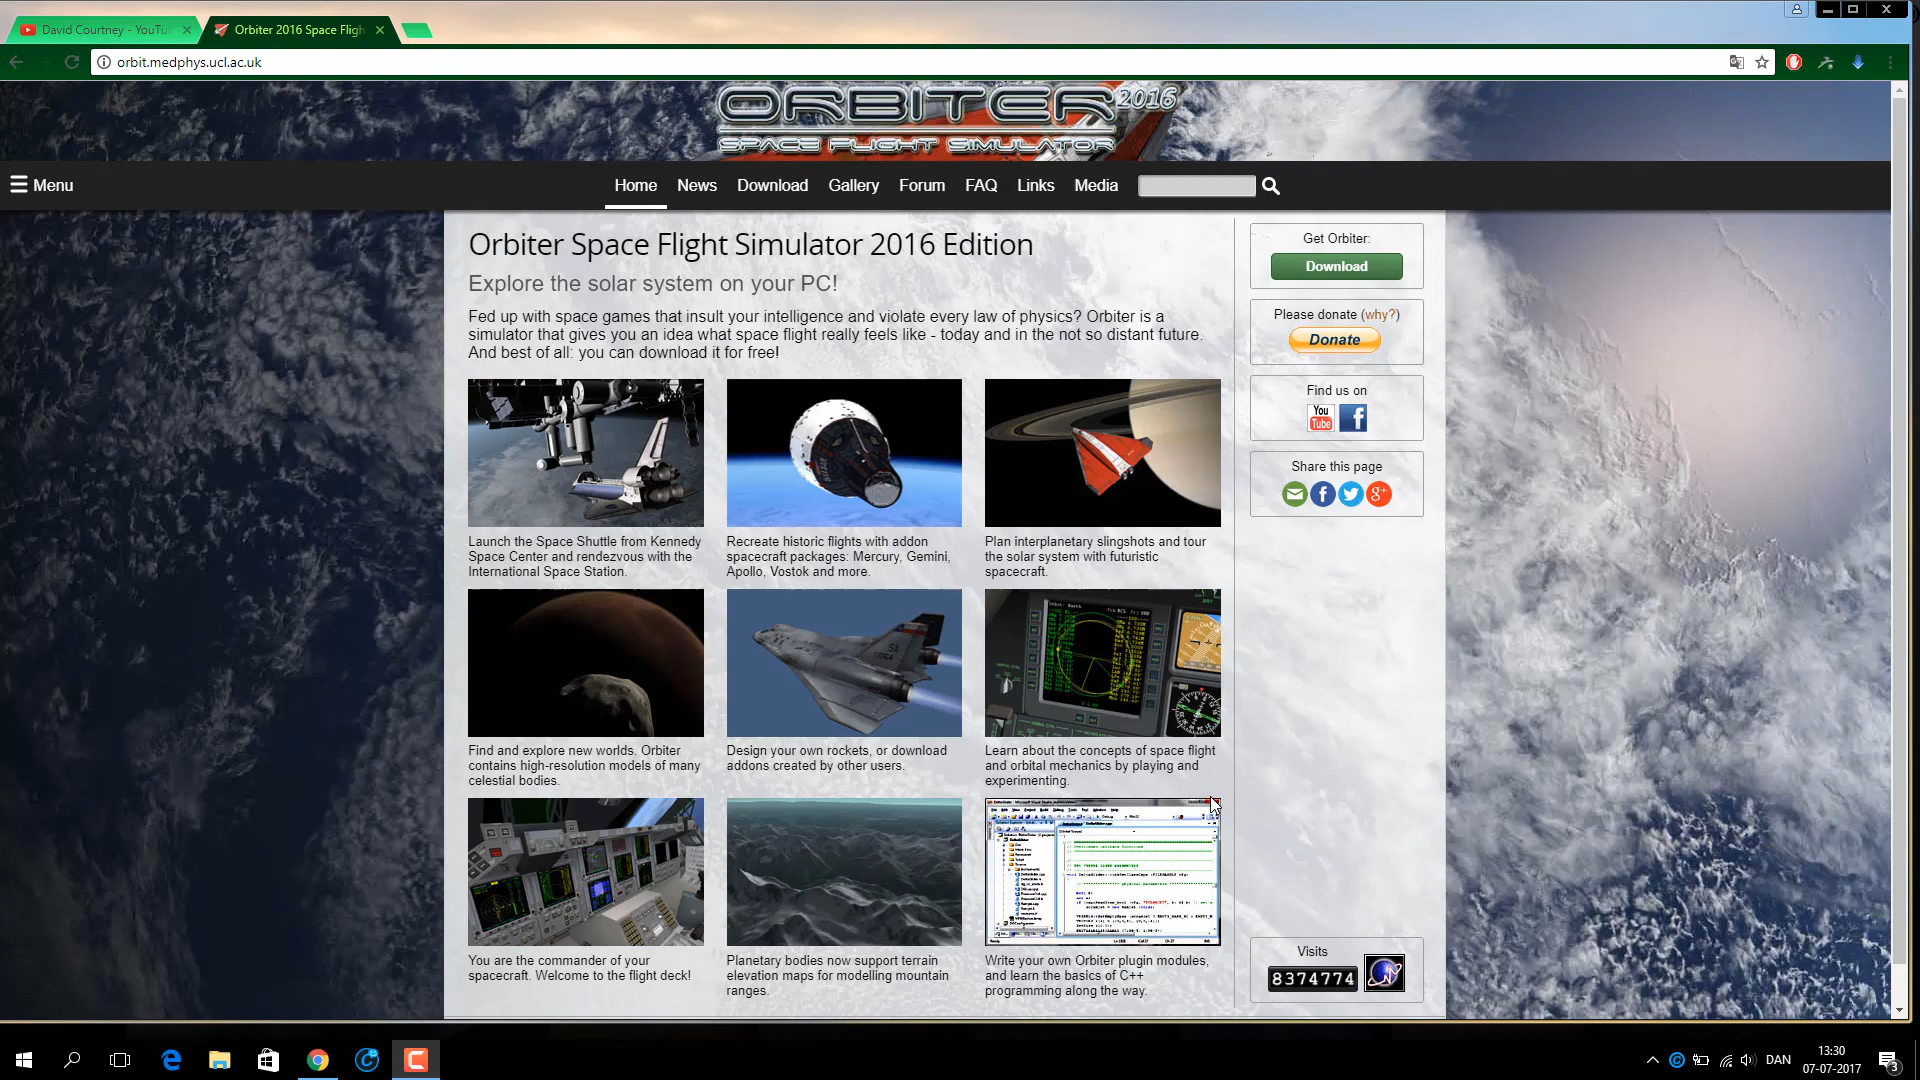 David Courtney - YouTu
Orbiter 2016 Space Fligh
orbit.medphys.ucl.ac.uk
ORBITER 2016
SPACE FLIGHT SIMULATOR
Menu
Home News Download Gallery Forum FAQ Links Media
Orbiter Space Flight Simulator 2016 Edition
Explore the solar system on your PC!
Fed up with space games that insult your intelligence and violate every law of physics? Orbiter is a
simulator that gives you an idea what space flight really feels like - today and in the not so distant future.
And best of all: you can download it for free!
Launch the Space Shuttle from Kennedy
Space Center and rendezvous with the
International Space Station.
Recreate historic flights with addon
spacecraft packages: Mercury, Gemini,
Apollo, Vostok and more.
Plan interplanetary slingshots and tour
the solar system with futuristic
spacecraft.
Find and explore new worlds. Orbiter
contains high-resolution models of many
celestial bodies.
Design your own rockets, or download
addons created by other users.
Learn about the concepts of space flight
and orbital mechanics by playing and
experimenting.
You are the commander of your
spacecraft. Welcome to the flight deck!
Planetary bodies now support terrain
elevation maps for modelling mountain
ranges.
Write your own Orbiter plugin modules,
and learn the basics of C++
programming along the way.
Get Orbiter:
Download
Please donate (why?)
Donate
Find us on
You
Tube
Share this page
Visits
8374774
DAN
13:30
07-07-2017
3